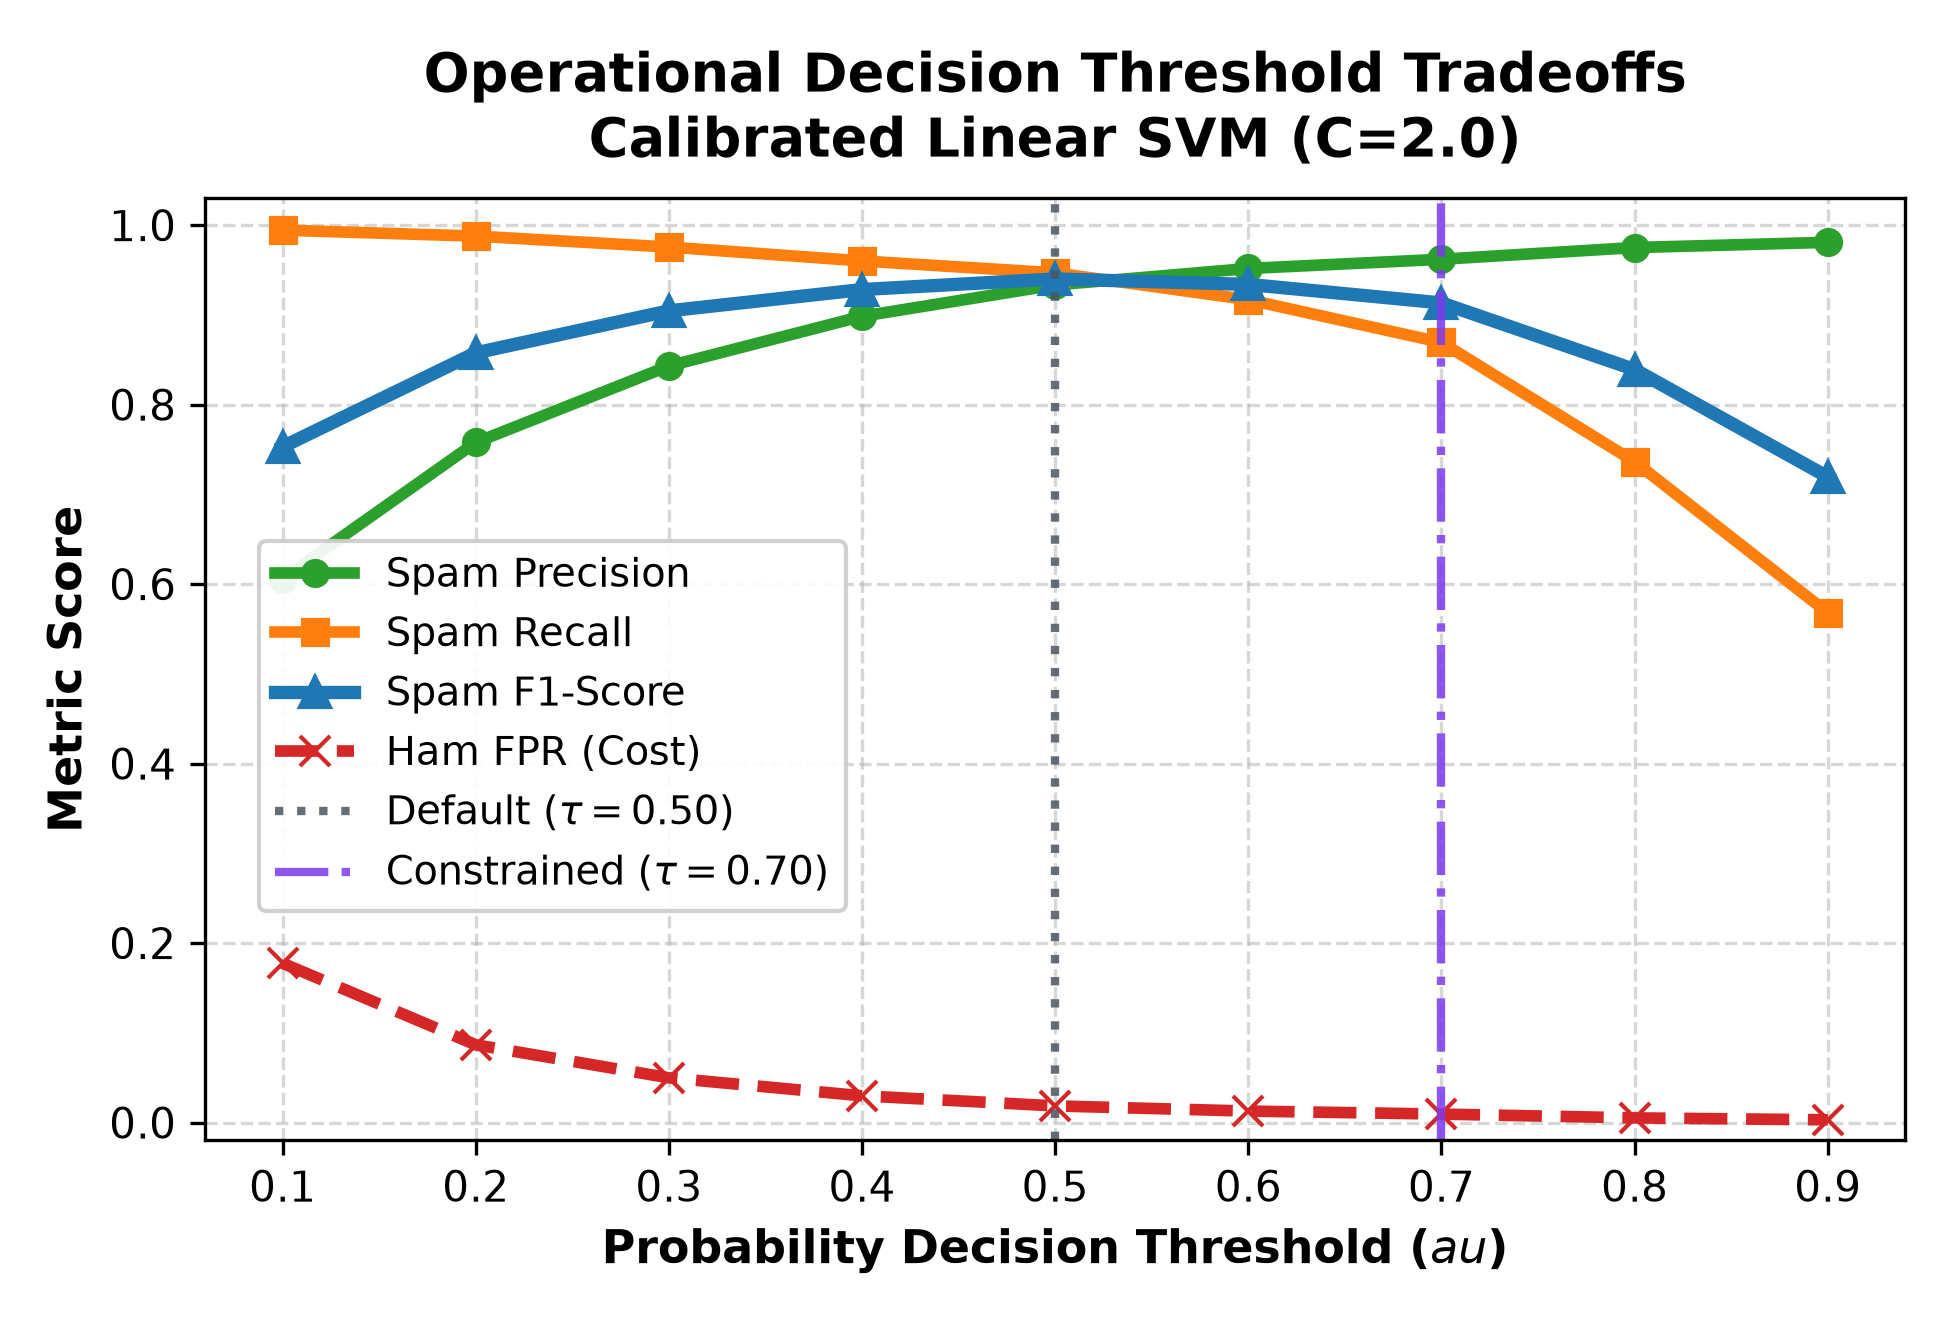 Operational Decision Threshold Tradeoffs
Calibrated Linear SVM (C=2.0)
Metric Score
1.0
0.8
0.6
0.4
0.2
0.0
Spam Precision
Spam Recall
Spam F1-Score
Ham FPR (Cost)
Default (τ = 0.50)
Constrained (τ = 0.70)
0.1 0.2 0.3 0.4 0.5 0.6 0.7 0.8 0.9
Probability Decision Threshold (au)